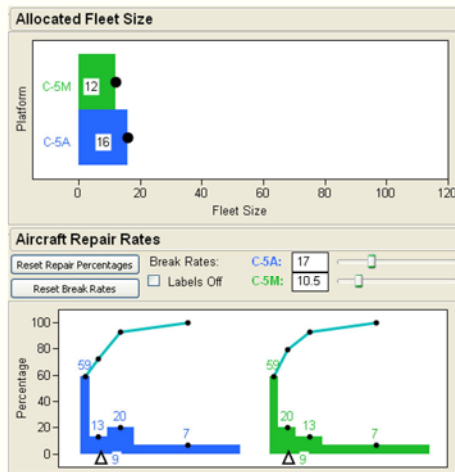 Allocated Fleet Size
Platform
C-5M 12
C-5A 16
0 20 40 60 80 100 120
Fleet Size
Aircraft Repair Rates
Reset Repair Percentages Break Rates: C-5A: 17
Reset Break Rates Labels Off C-5M: 10.5
Percentage
100
80
60
40
20
0
59 13 20 7 9
59 20 13 7 9